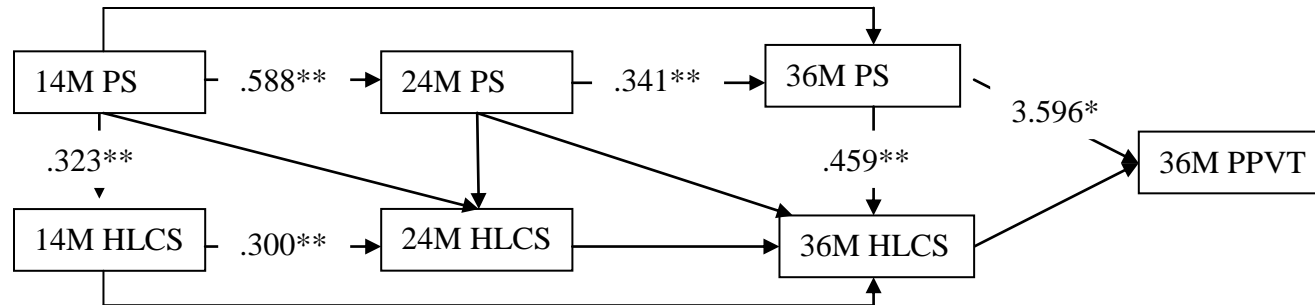 14M PS .588** 24M PS .341** 36M PS
3.596*
.323** .459** 36M PPVT
14M HLCS .300** 24M HLCS 36M HLCS